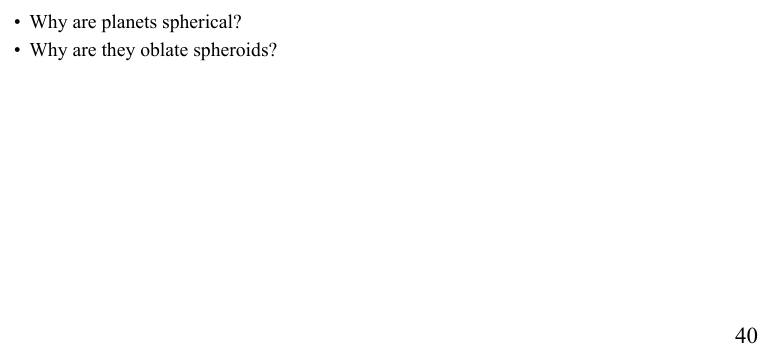 • Why are planets spherical?
• Why are they oblate spheroids?
40